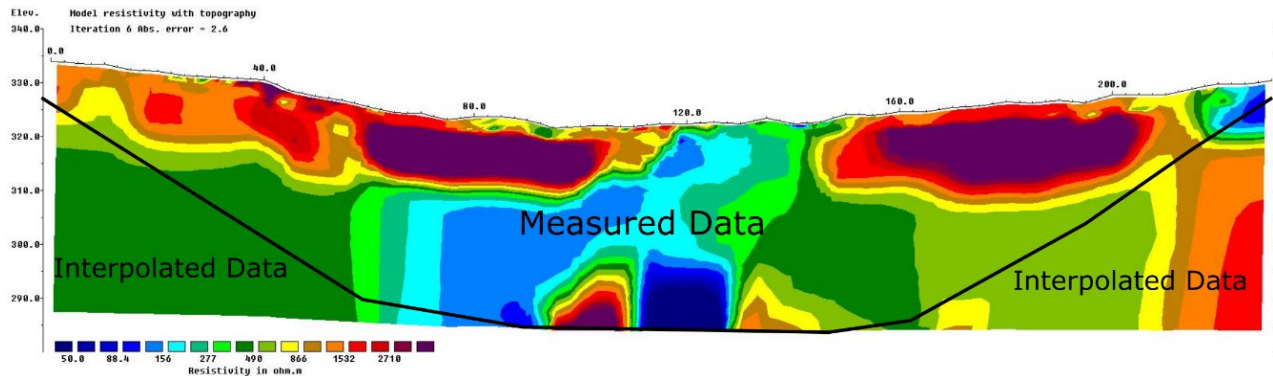 Elev.
Model resistivity with topography
Iteration 6 Abs. error - 2.6
340.0
0.0
330.0
40.0
320.0
80.0
120.0
160.0
200.0
310.0
300.0
290.0
Measured Data
Interpolated Data
Interpolated Data
50.0 88.4 156 277 490 866 1532 2710
Resistivity in ohm.m